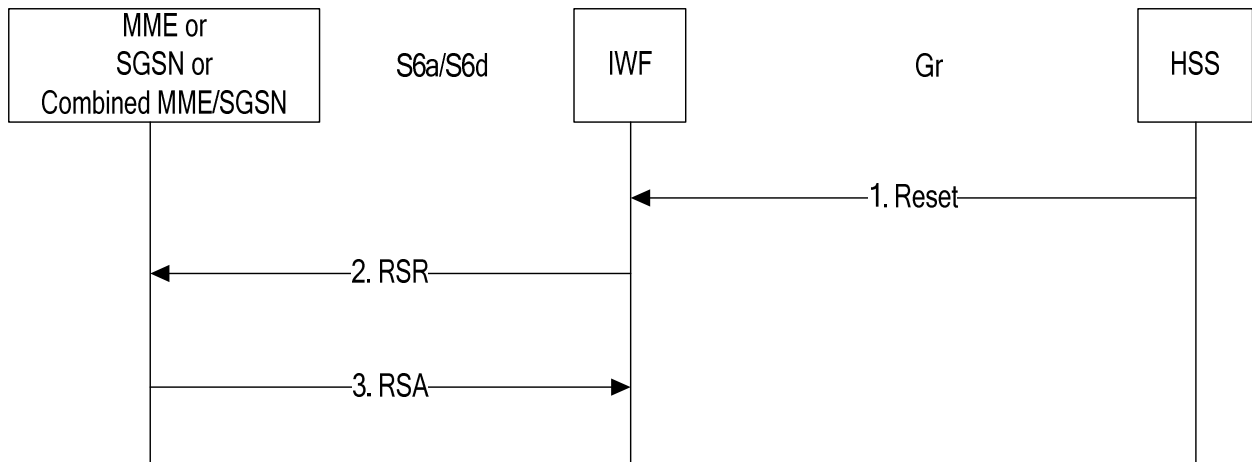 MME or
SGSN or
Combined MME/SGSN
S6a/S6d
IWF
Gr
HSS
1. Reset
2. RSR
3. RSA